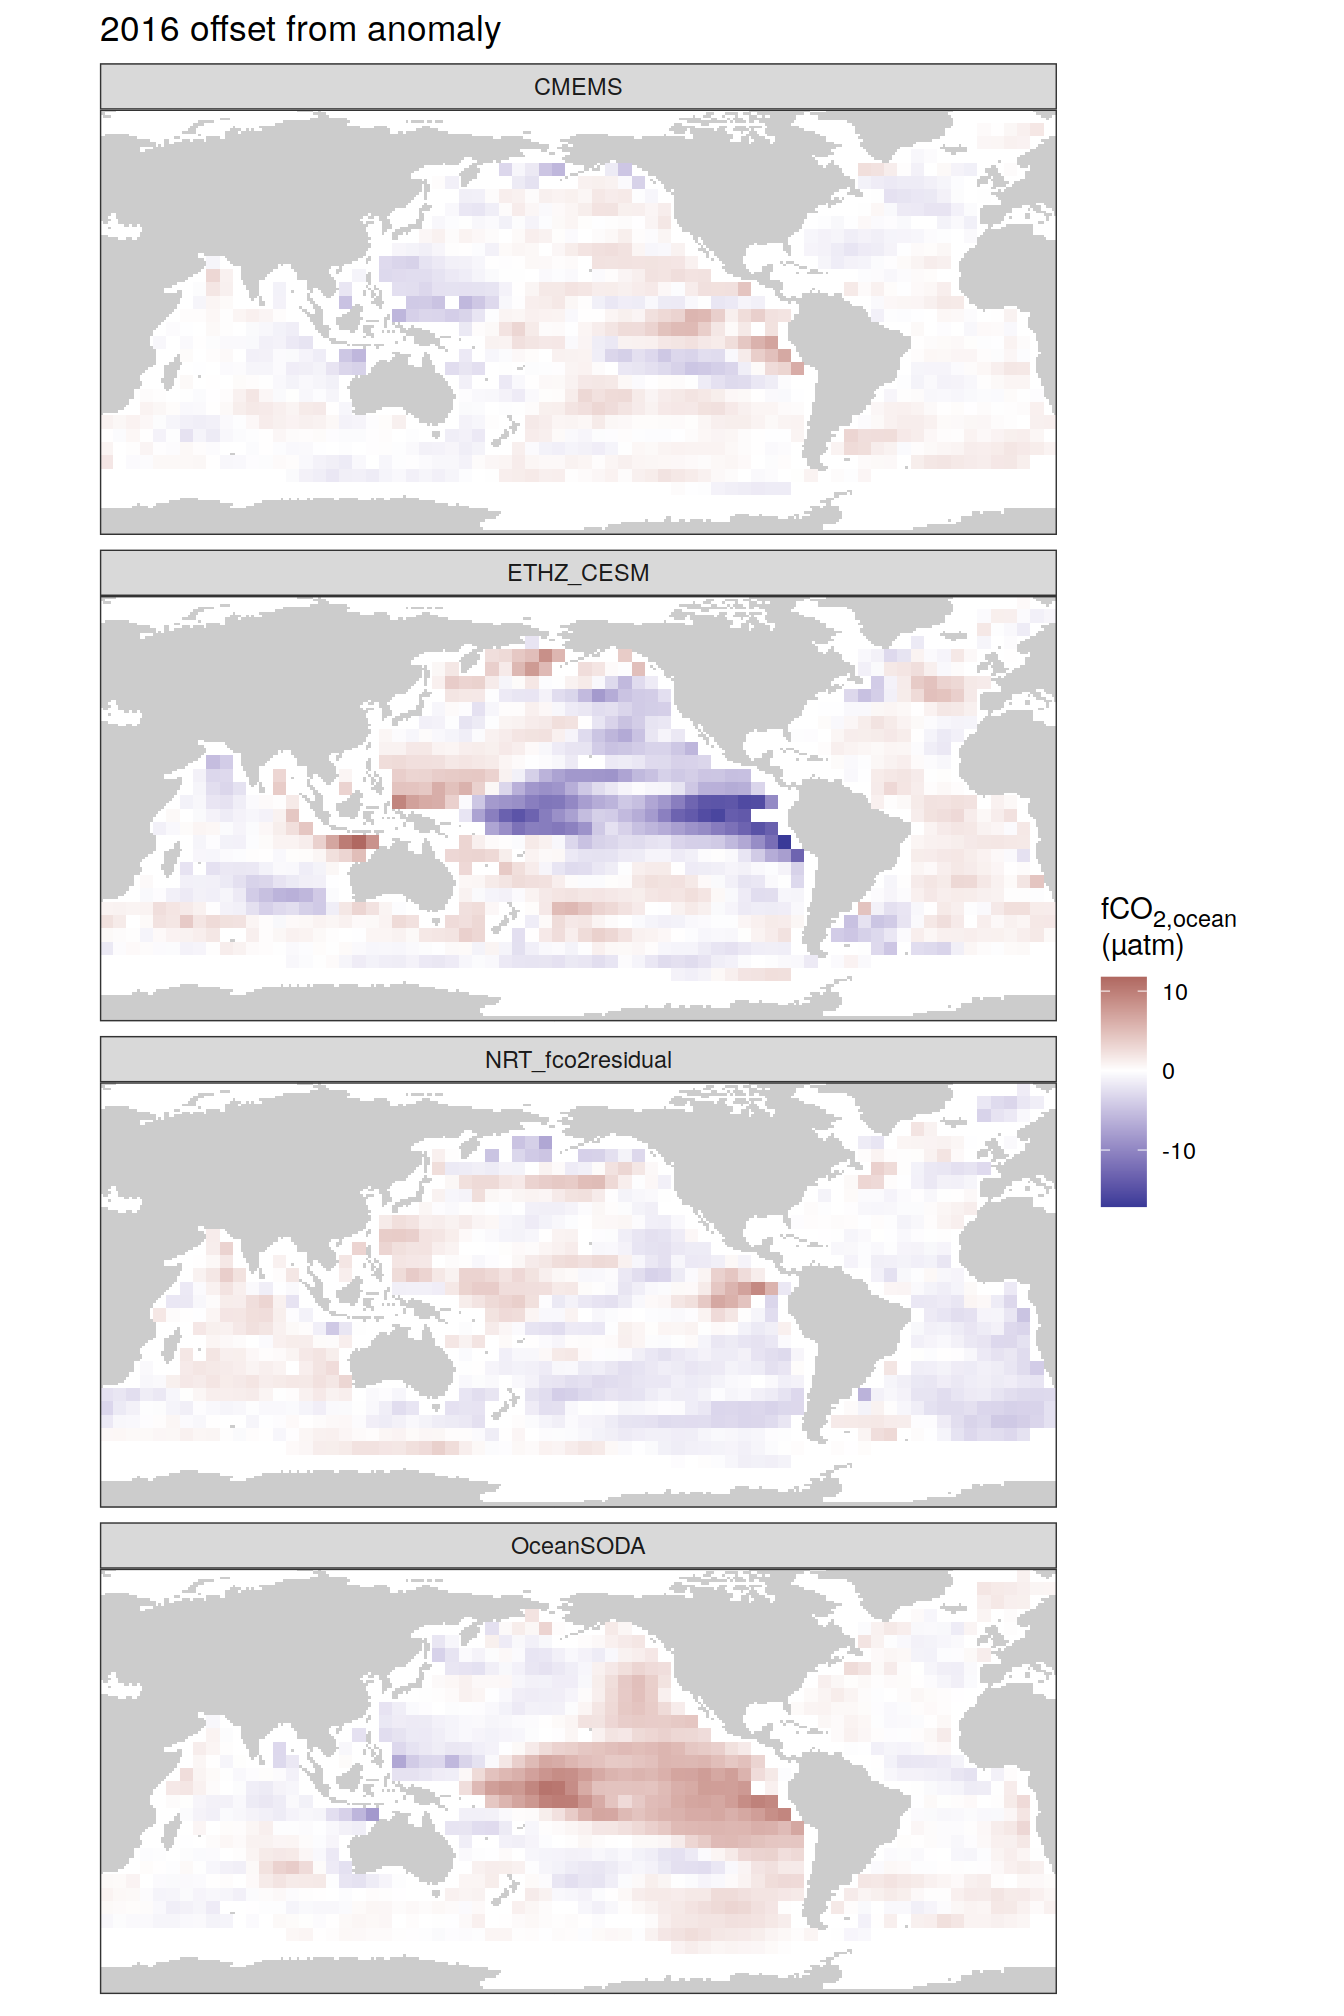 2016 offset from anomaly
CMEMS
ETHZ_CESM
NRT_fco2residual
OceanSODA
fCO2,ocean
(µatm)
10
0
-10